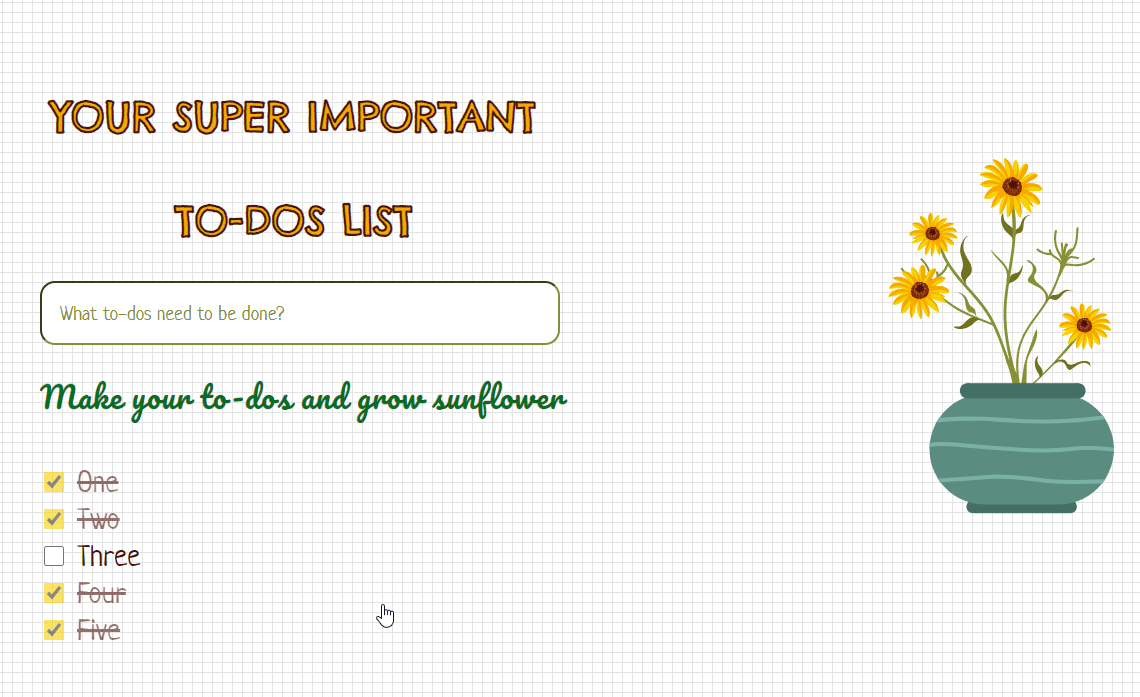 YOUR SUPER IMPORTANT
TO-DOS LIST
What to-dos need to be done?
Make your to-dos and grow sunflower
One
Two
Three
Four
Five